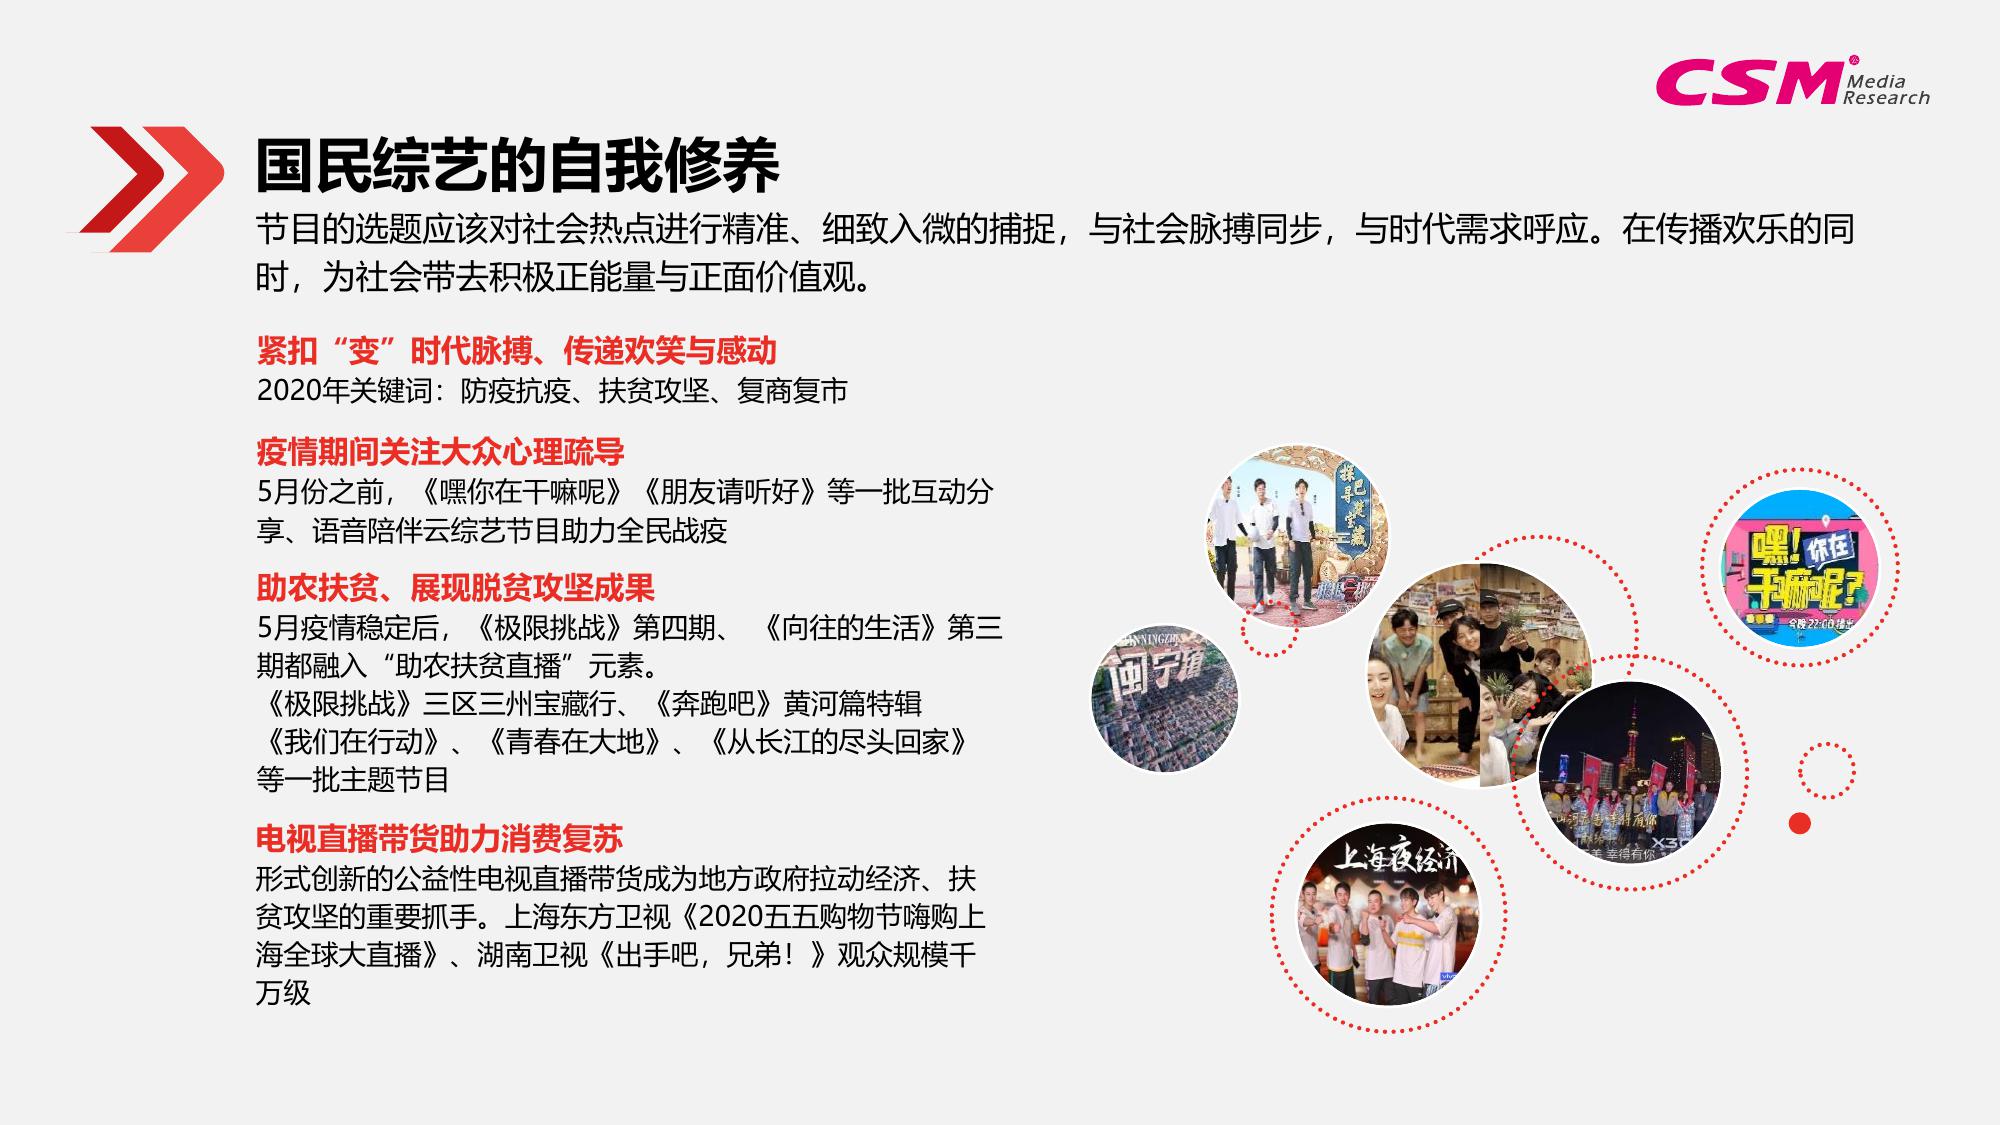 CSM Media
Research
国民综艺的自我修养
节目的选题应该对社会热点进行精准、细致入微的捕捉，与社会脉搏同步，与时代需求呼应。在传播欢乐的同
时，为社会带去积极正能量与正面价值观。
紧扣“变”时代脉搏、传递欢笑与感动
2020年关键词：防疫抗疫、扶贫攻坚、复商复市
疫情期间关注大众心理疏导
5月份之前，《嘿你在干嘛呢》《朋友请听好》等一批互动分
享、语音陪伴云综艺节目助力全民战疫
助农扶贫、展现脱贫攻坚成果
5月疫情稳定后，《极限挑战》第四期、 《向往的生活》第三
期都融入“助农扶贫直播”元素。
《极限挑战》三区三州宝藏行、《奔跑吧》黄河篇特辑
《我们在行动》、《青春在大地》、《从长江的尽头回家》
等一批主题节目
电视直播带货助力消费复苏
形式创新的公益性电视直播带货成为地方政府拉动经济、扶
贫攻坚的重要抓手。上海东方卫视《2020五五购物节嗨购上
海全球大直播》、湖南卫视《出手吧，兄弟！》观众规模千
万级
探寻
巴楚
宝藏
嘿!你在
干嘛呢?
今晚22:00播出
闽宁镇
幸得有你
上海夜经济
vivo